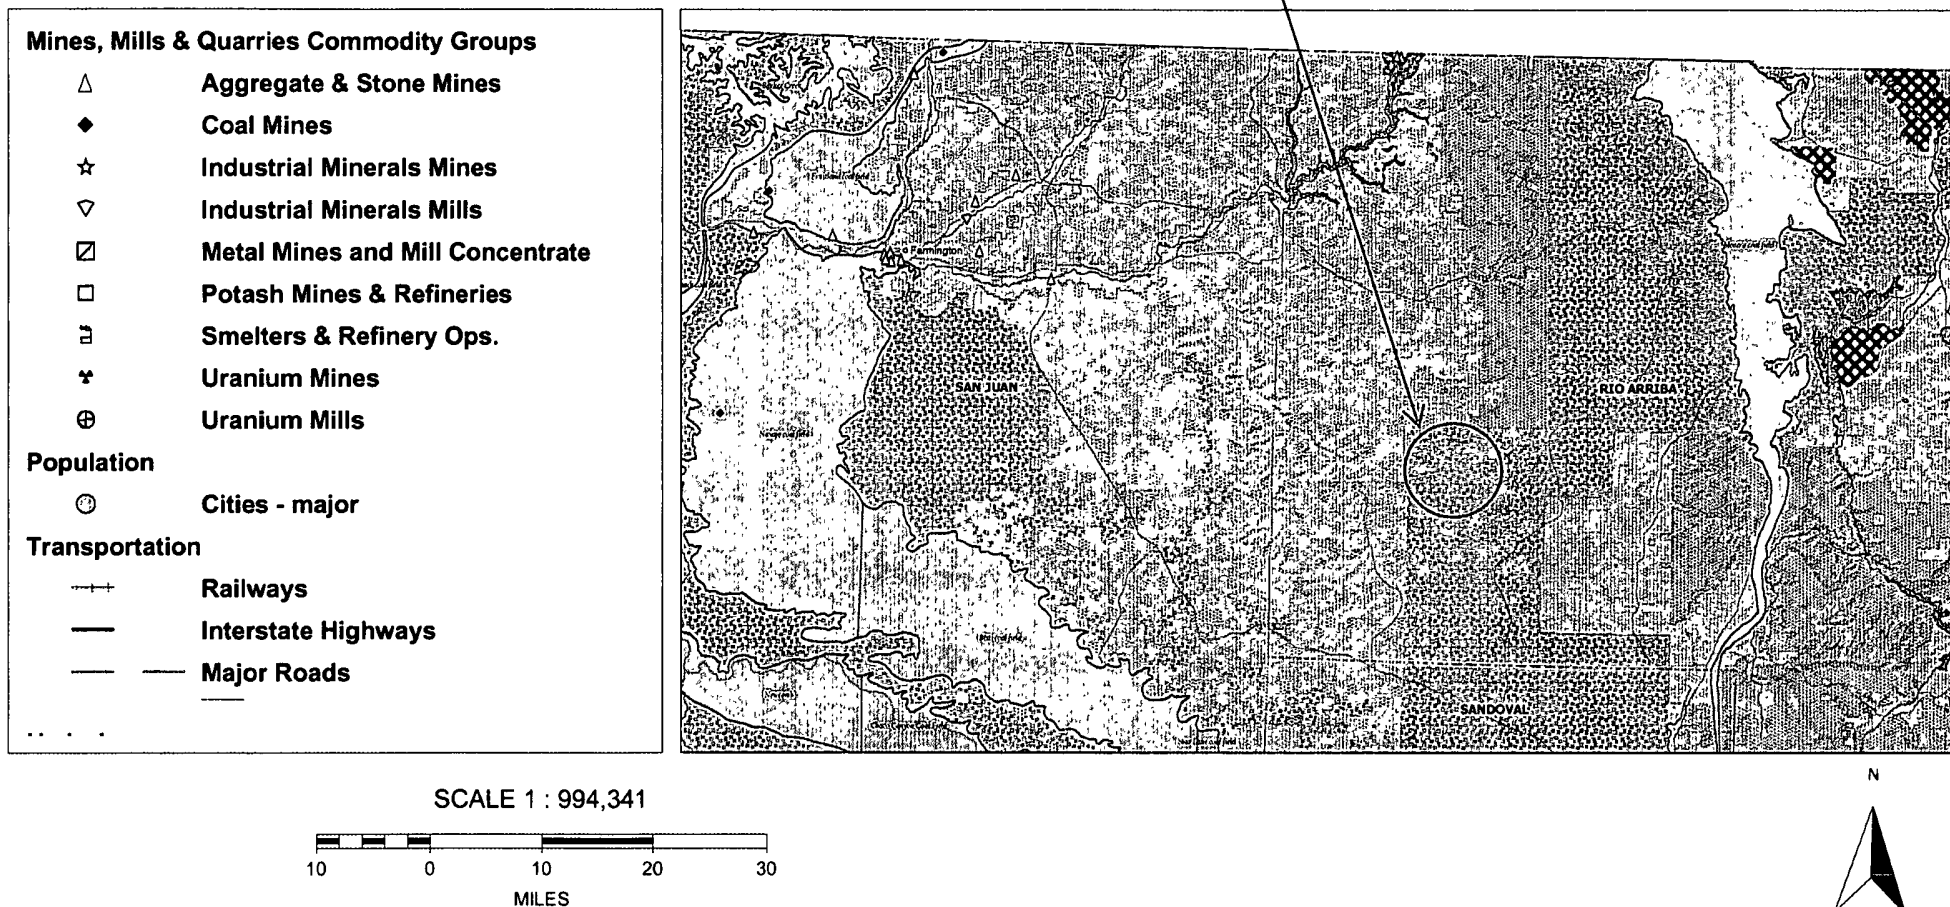 Mines, Mills & Quarries Commodity Groups
Aggregate & Stone Mines
Coal Mines
Industrial Minerals Mines
Industrial Minerals Mills
Metal Mines and Mill Concentrate
Potash Mines & Refineries
Smelters & Refinery Ops.
Uranium Mines
Uranium Mills
Population
Cities - major
Transportation
Railways
Interstate Highways
Major Roads
Farmington
SAN JUAN
RIO ARRIBA
SANDOVAL
SCALE 1 : 994,341
10 0 10 20 30
MILES
N